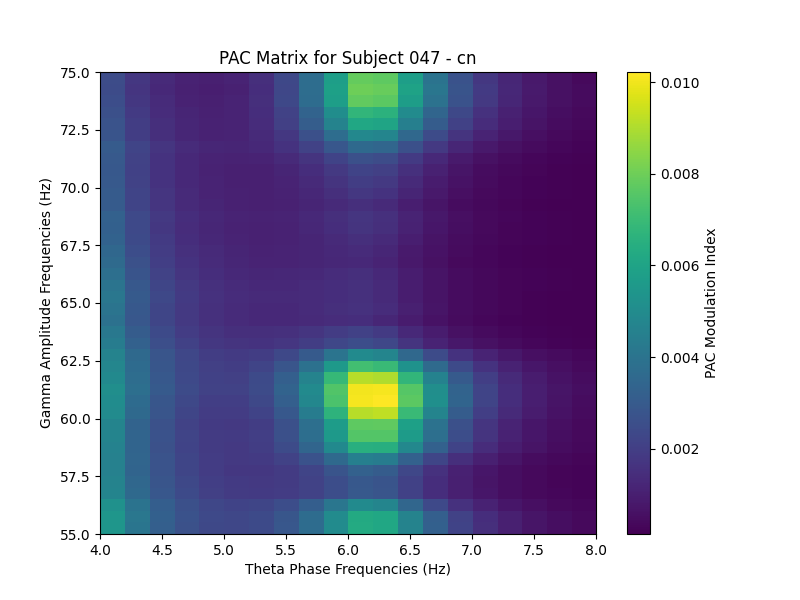 PAC Matrix for Subject 047 - cn
75.0
72.5
70.0
67.5
65.0
62.5
60.0
57.5
55.0
Gamma Amplitude Frequencies (Hz)
4.0 4.5 5.0 5.5 6.0 6.5 7.0 7.5 8.0
Theta Phase Frequencies (Hz)
0.010
0.008
0.006
0.004
0.002
PAC Modulation Index